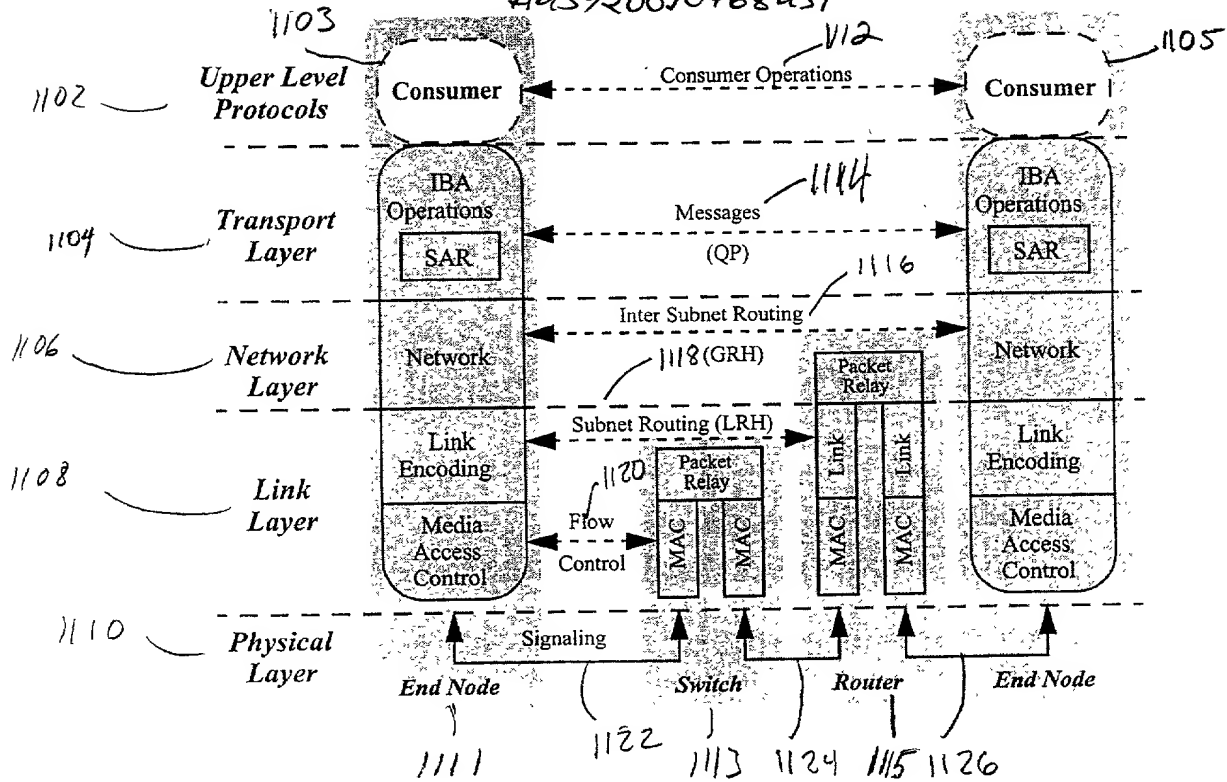 1103
1112
1105
Upper Level
Protocols
1102
Consumer
Consumer Operations
Consumer
IBA
Operations
SAR
1114
Messages
(QP)
IBA
Operations
SAR
Transport
Layer
1104
1116
Inter Subnet Routing
1106
Network
Layer
Network
1118 (GRH)
Packet
Relay
Network
Subnet Routing (LRH)
Link
Encoding
Packet
Relay
Link
Link
Link
Encoding
1108
Link
Layer
1120
Flow
Control
Media
Access
Control
MAC
MAC
MAC
MAC
Media
Access
Control
1110
Physical
Layer
Signaling
End Node
Switch
Router
End Node
1111
1122
1113
1124
1115
1126